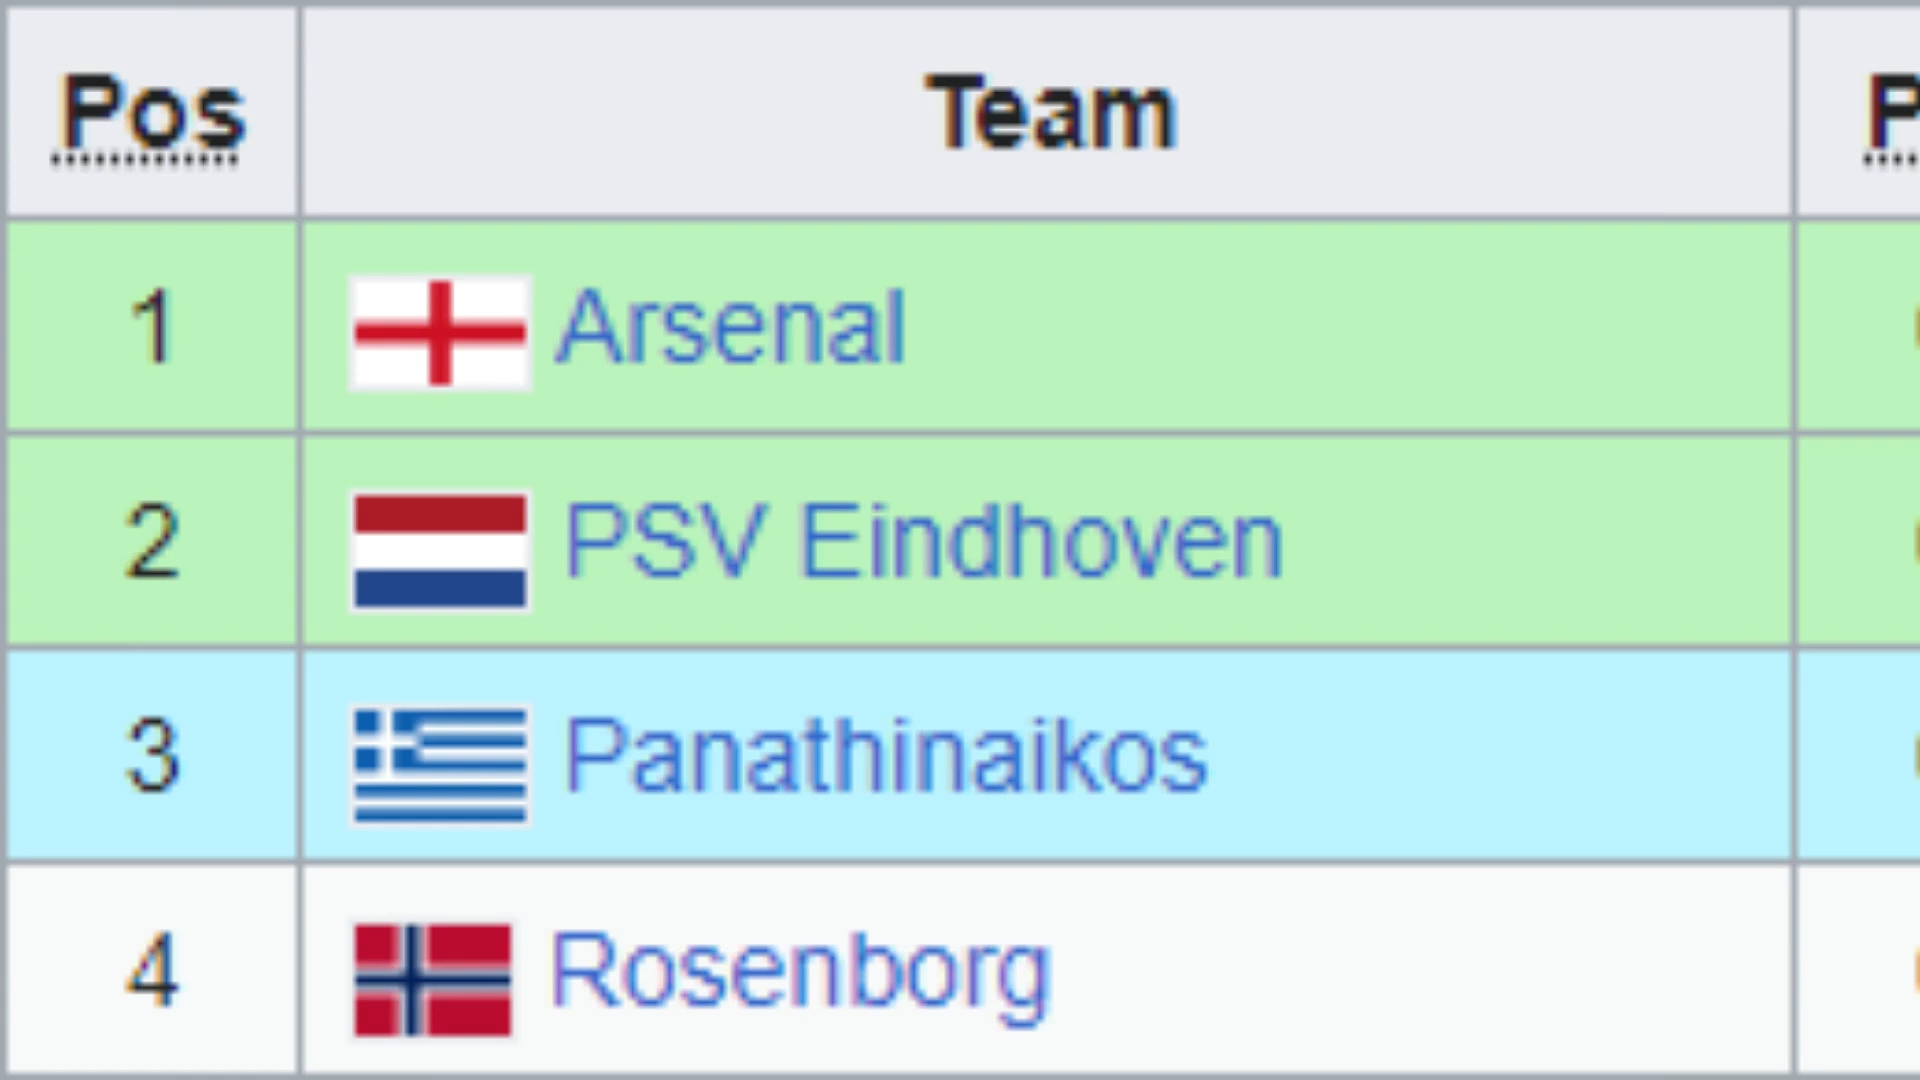 Pos Team P
1 Arsenal
2 PSV Eindhoven
3 Panathinaikos
4 Rosenborg